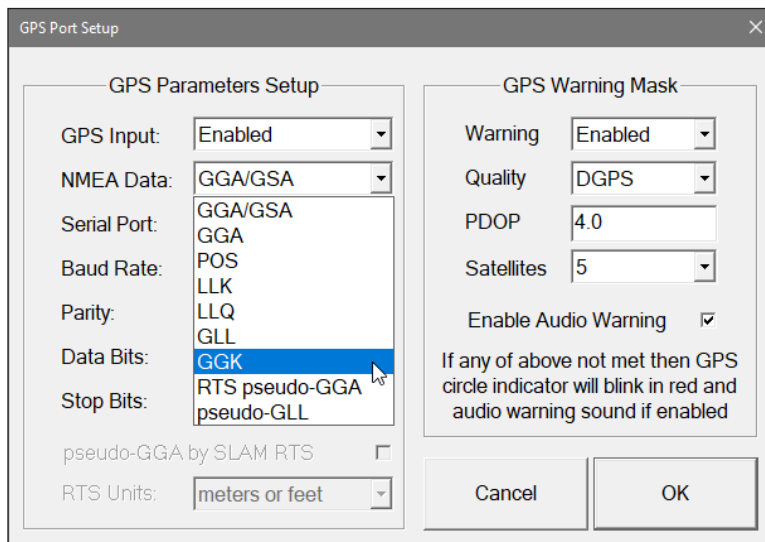 GPS Port Setup
GPS Parameters Setup
GPS Input: Enabled
NMEA Data: GGA/GSA
GGA/GSA
Serial Port:
GGA
POS
Baud Rate:
LLK
LLQ
Parity:
GLL
Data Bits:
GGK
RTS pseudo-GGA
Stop Bits:
pseudo-GLL
pseudo-GGA by SLAM RTS
RTS Units: meters or feet
GPS Warning Mask
Warning Enabled
Quality DGPS
PDOP 4.0
Satellites 5
Enable Audio Warning
If any of above not met then GPS
circle indicator will blink in red and
audio warning sound if enabled
Cancel
OK